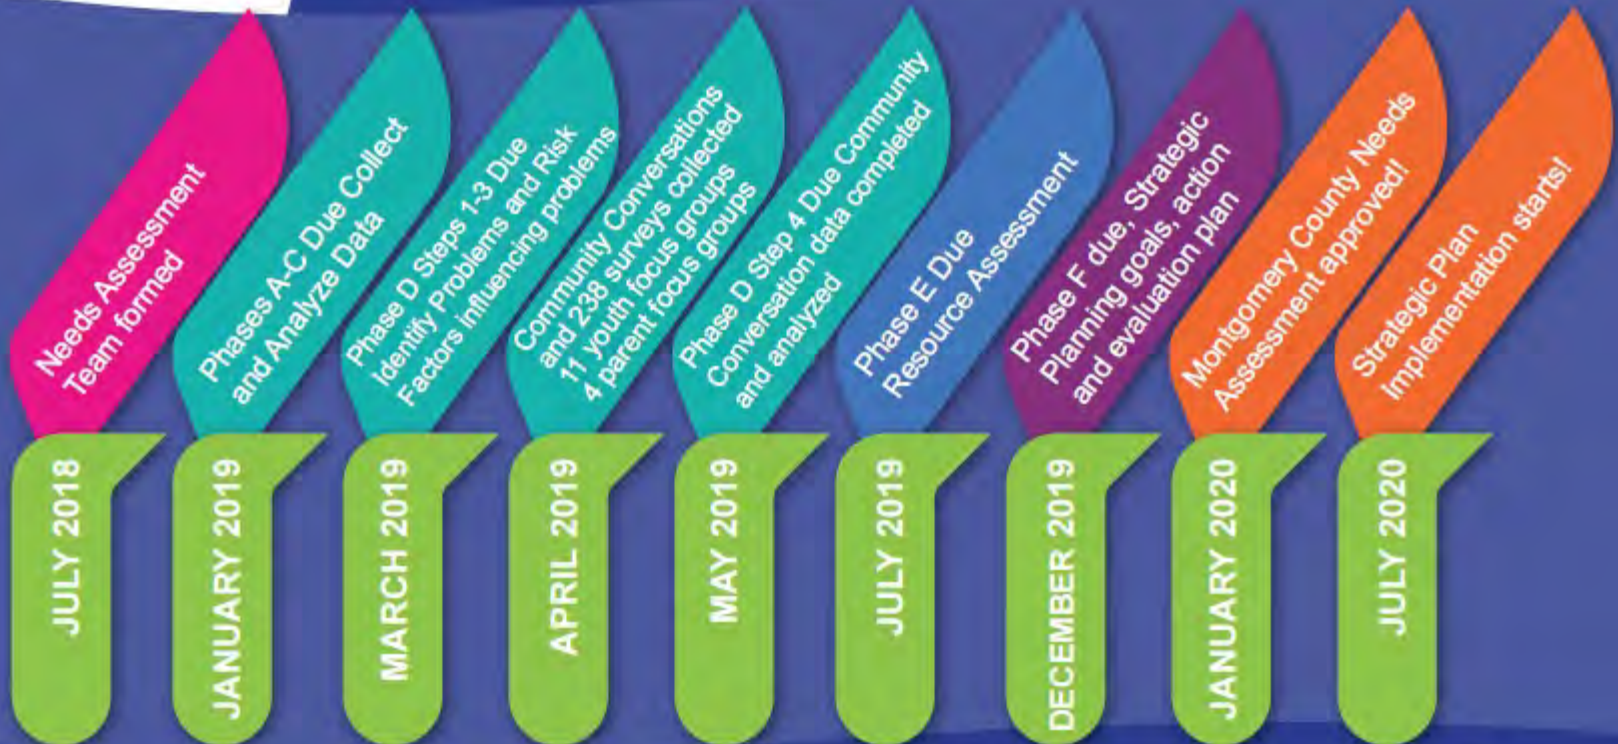 Needs Assessment
Team formed
JULY 2018
Phases A-C Due Collect
and Analyze Data
JANUARY 2019
Phase D Steps 1-3 Due
Identify Problems and Risk
Factors influencing problems
MARCH 2019
Community Conversations
and 238 surveys collected
11 youth focus groups
4 parent focus groups
APRIL 2019
Phase D Step 4 Due Community
Conversation data completed
and analyzed
MAY 2019
Phase E Due
Resource Assessment
JULY 2019
Phase F due, Strategic
Planning goals, action
and evaluation plan
DECEMBER 2019
Montgomery County Needs
Assessment approved!
JANUARY 2020
Strategic Plan
Implementation starts!
JULY 2020